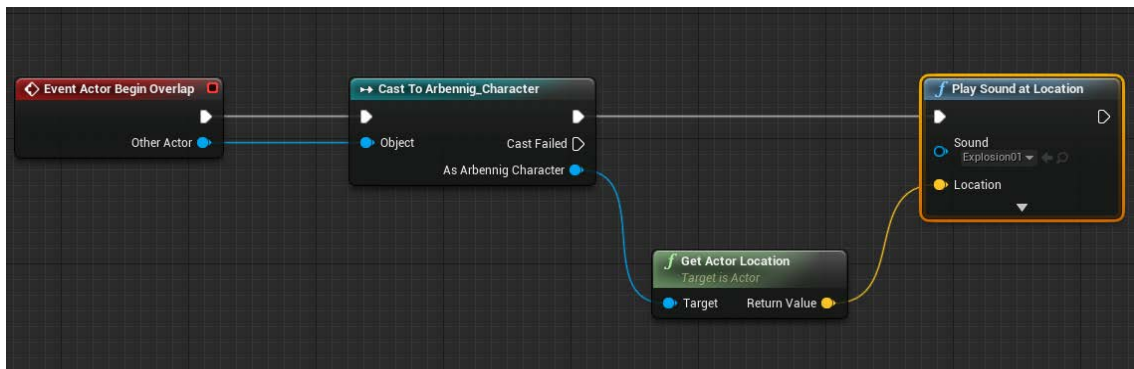 Event Actor Begin Overlap
Other Actor
Cast To Arbennig_Character
Object
Cast Failed
As Arbennig Character
Get Actor Location
Target is Actor
Target
Return Value
Play Sound at Location
Sound
Explosion01
Location